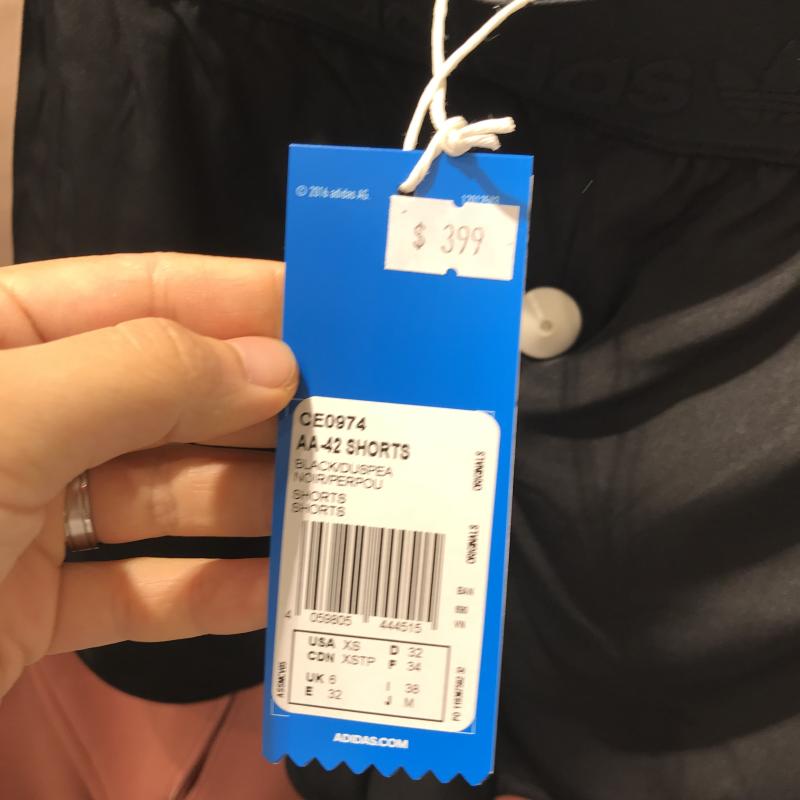 adidas
© 2016 adidas AG.
$ 399
CE0974
AA-42 SHORTS
BLACK/DUSPEA
NOIR/PERPOU
SHORTS
SHORTS
ORIGINALS
ORIGINALS
4 059805 444515
USA XS D 32
CDN XSTP F 34
UK 6 I 38
E 32 J M
ADIDAS.COM